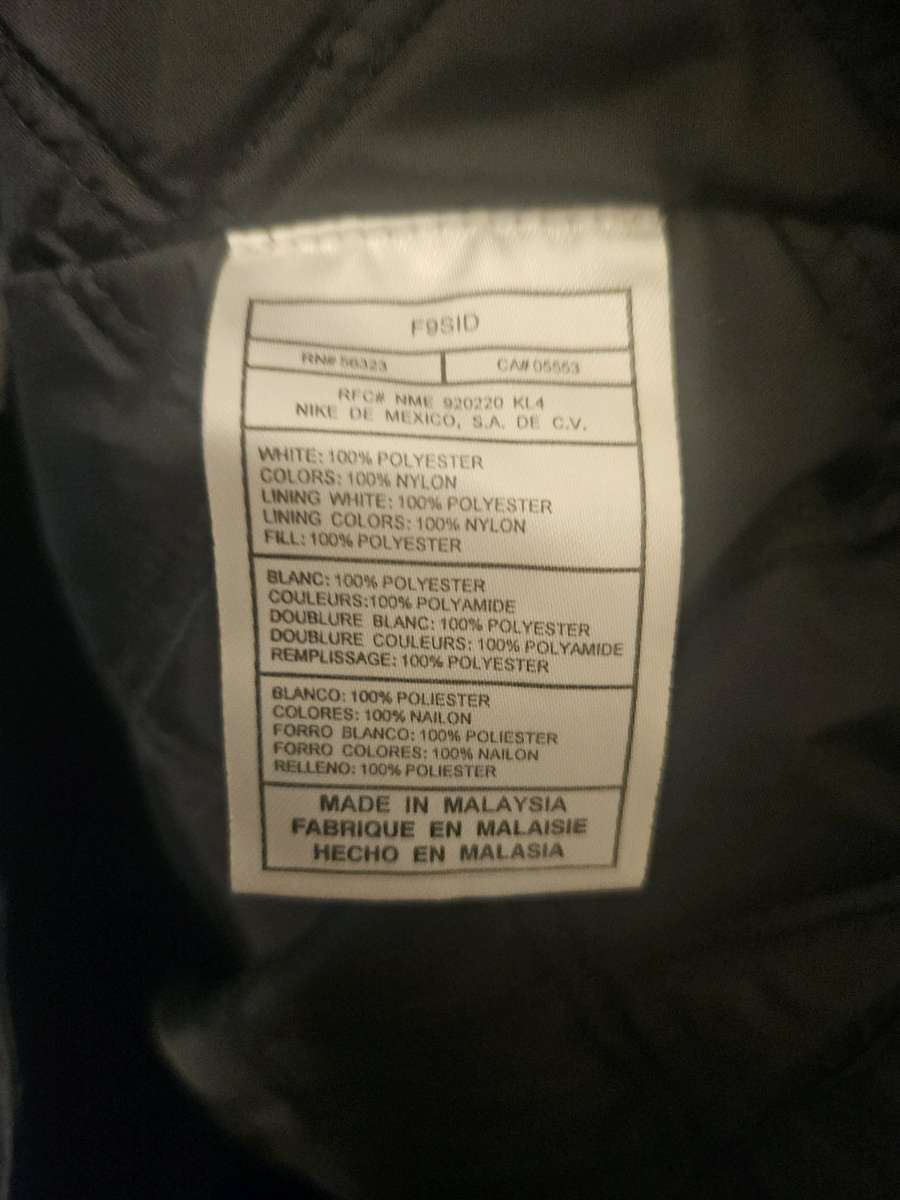 F9SID
RN# 56323
CA# 05553
RFC# NME 920220 KL4
NIKE DE MEXICO, S.A. DE C.V.
WHITE: 100% POLYESTER
COLORS: 100% NYLON
LINING WHITE: 100% POLYESTER
LINING COLORS: 100% NYLON
FILL: 100% POLYESTER
BLANC: 100% POLYESTER
COULEURS:100% POLYAMIDE
DOUBLURE BLANC: 100% POLYESTER
DOUBLURE COULEURS: 100% POLYAMIDE
REMPLISSAGE: 100% POLYESTER
BLANCO: 100% POLIESTER
COLORES: 100% NAILON
FORRO BLANCO: 100% POLIESTER
FORRO COLORES: 100% NAILON
RELLENO: 100% POLIESTER
MADE IN MALAYSIA
FABRIQUE EN MALAISIE
HECHO EN MALASIA